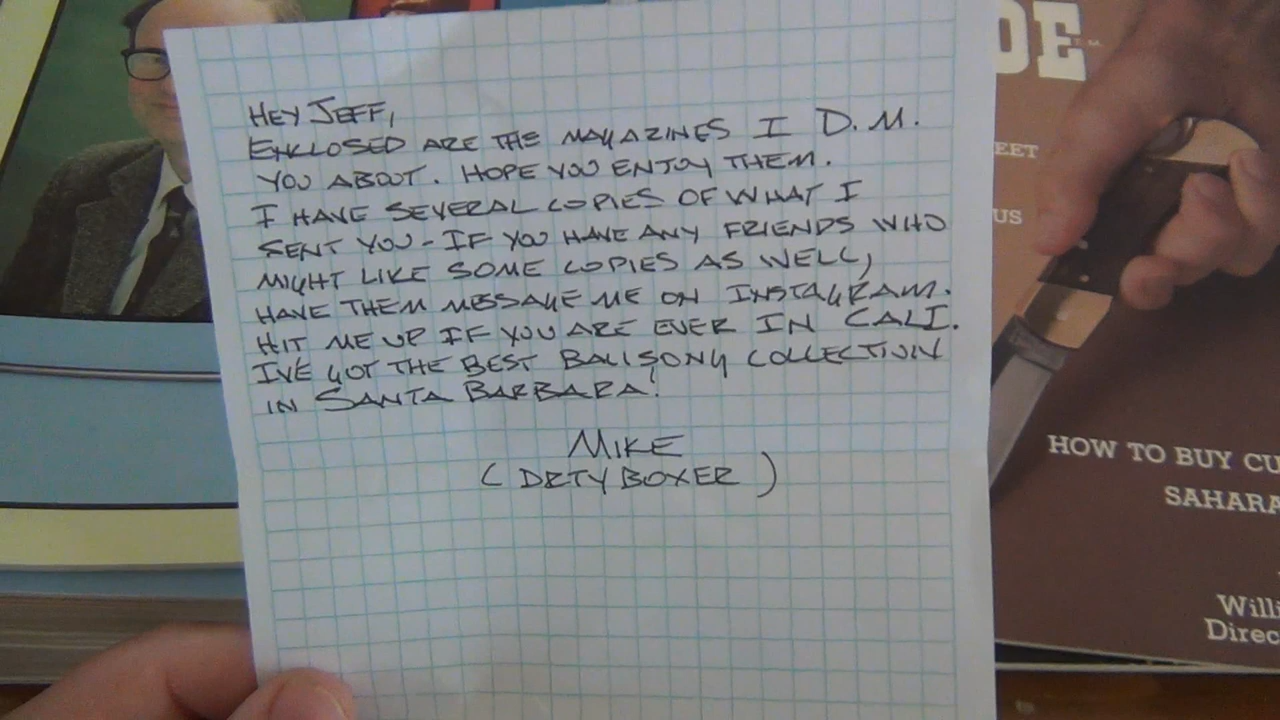 HEY JEFF,
ENCLOSED ARE THE MAGAZINES I D.M.
YOU ABOUT. HOPE YOU ENJOY THEM.
I HAVE SEVERAL COPIES OF WHAT I
SENT YOU - IF YOU HAVE ANY FRIENDS WHO
MIGHT LIKE SOME COPIES AS WELL,
HAVE THEM MESSAGE ME ON INSTAGRAM.
HIT ME UP IF YOU ARE EVER IN CALI.
I'VE GOT THE BEST BALISONG COLLECTION
IN SANTA BARBARA!
MIKE
(DRTYBOXER)
DE
EET
US
HOW TO BUY CU
SAHARA
Willi
Direc